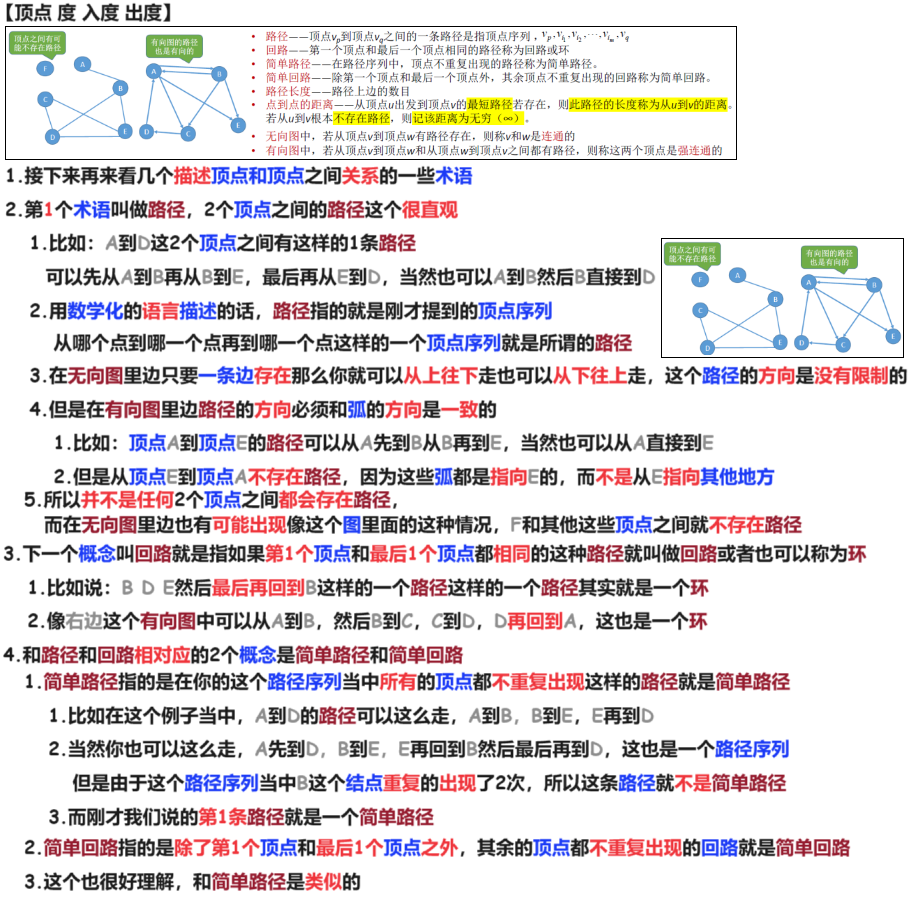 【顶点 度 入度 出度】
顶点之间有可
能不存在路径
有向图的路径
也是有向的
F
A
B
C
D
E
A
B
C
D
E
• 路径——顶点vp到顶点vq之间的一条路径是指顶点序列，vp, vi1, vi2, ⋯, vim, vq
• 回路——第一个顶点和最后一个顶点相同的路径称为回路或环
• 简单路径——在路径序列中，顶点不重复出现的路径称为简单路径。
• 简单回路——除第一个顶点和最后一个顶点外，其余顶点不重复出现的回路称为简单回路。
• 路径长度——路径上边的数目
• 点到点的距离——从顶点u出发到顶点v的最短路径若存在，则此路径的长度称为从u到v的距离。
若从u到v根本不存在路径，则记该距离为无穷（∞）。
• 无向图中，若从顶点v到顶点w有路径存在，则称v和w是连通的
• 有向图中，若从顶点v到顶点w和从顶点w到顶点v之间都有路径，则称这两个顶点是强连通的
1.接下来再来看几个描述顶点和顶点之间关系的一些术语
2.第1个术语叫做路径，2个顶点之间的路径这个很直观
1.比如：A到D这2个顶点之间有这样的1条路径
可以先从A到B再从B到E，最后再从E到D，当然也可以A到B然后B直接到D
2.用数学化的语言描述的话，路径指的就是刚才提到的顶点序列
从哪个点到哪一个点再到哪一个点这样的一个顶点序列就是所谓的路径
顶点之间有可
能不存在路径
有向图的路径
也是有向的
F
A
B
C
D
E
A
B
C
D
E
3.在无向图里边只要一条边存在那么你就可以从上往下走也可以从下往上走，这个路径的方向是没有限制的
4.但是在有向图里边路径的方向必须和弧的方向是一致的
1.比如：顶点A到顶点E的路径可以从A先到B从B再到E，当然也可以从A直接到E
2.但是从顶点E到顶点A不存在路径，因为这些弧都是指向E的，而不是从E指向其他地方
5.所以并不是任何2个顶点之间都会存在路径，
而在无向图里边也有可能出现像这个图里面的这种情况，F和其他这些顶点之间就不存在路径
3.下一个概念叫回路就是指如果第1个顶点和最后1个顶点都相同的这种路径就叫做回路或者也可以称为环
1.比如说：B D E然后最后再回到B这样的一个路径这样的一个路径其实就是一个环
2.像右边这个有向图中可以从A到B，然后B到C，C到D，D再回到A，这也是一个环
4.和路径和回路相对应的2个概念是简单路径和简单回路
1.简单路径指的是在你的这个路径序列当中所有的顶点都不重复出现这样的路径就是简单路径
1.比如在这个例子当中，A到D的路径可以这么走，A到B，B到E，E再到D
2.当然你也可以这么走，A先到D，B到E，E再回到B然后最后再到D，这也是一个路径序列
但是由于这个路径序列当中B这个结点重复的出现了2次，所以这条路径就不是简单路径
3.而刚才我们说的第1条路径就是一个简单路径
2.简单回路指的是除了第1个顶点和最后1个顶点之外，其余的顶点都不重复出现的回路就是简单回路
3.这个也很好理解，和简单路径是类似的